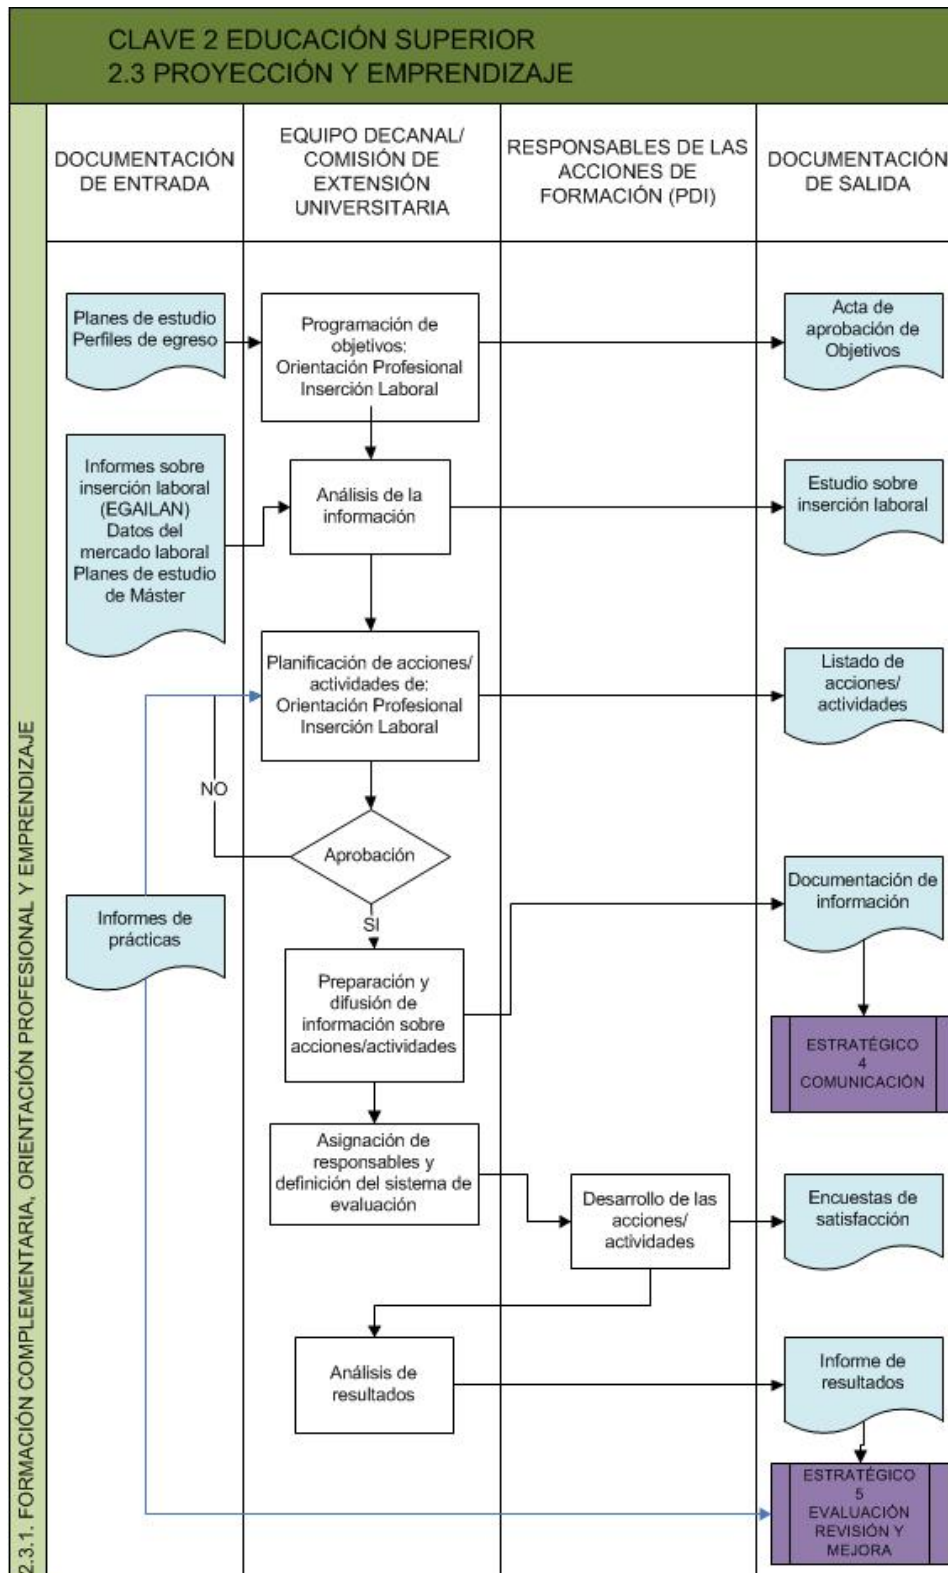 CLAVE 2 EDUCACIÓN SUPERIOR
2.3 PROYECCIÓN Y EMPRENDIZAJE
2.3.1. FORMACIÓN COMPLEMENTARIA, ORIENTACIÓN PROFESIONAL Y EMPRENDIZAJE
DOCUMENTACIÓN
DE ENTRADA
EQUIPO DECANAL/
COMISIÓN DE
EXTENSIÓN
UNIVERSITARIA
RESPONSABLES DE LAS
ACCIONES DE
FORMACIÓN (PDI)
DOCUMENTACIÓN
DE SALIDA
Planes de estudio
Perfiles de egreso
Programación de
objetivos:
Orientación Profesional
Inserción Laboral
Acta de
aprobación de
Objetivos
Informes sobre
inserción laboral
(EGAILAN)
Datos del
mercado laboral
Planes de estudio
de Máster
Análisis de la
información
Estudio sobre
inserción laboral
Planificación de acciones/
actividades de:
Orientación Profesional
Inserción Laboral
Listado de
acciones/
actividades
NO
Aprobación
SI
Informes de
prácticas
Documentación de
información
Preparación y
difusión de
información sobre
acciones/actividades
ESTRATÉGICO
4
COMUNICACIÓN
Asignación de
responsables y
definición del sistema de
evaluación
Desarrollo de las
acciones/
actividades
Encuestas de
satisfacción
Análisis de
resultados
Informe de
resultados
ESTRATÉGICO
5
EVALUACIÓN
REVISIÓN Y
MEJORA